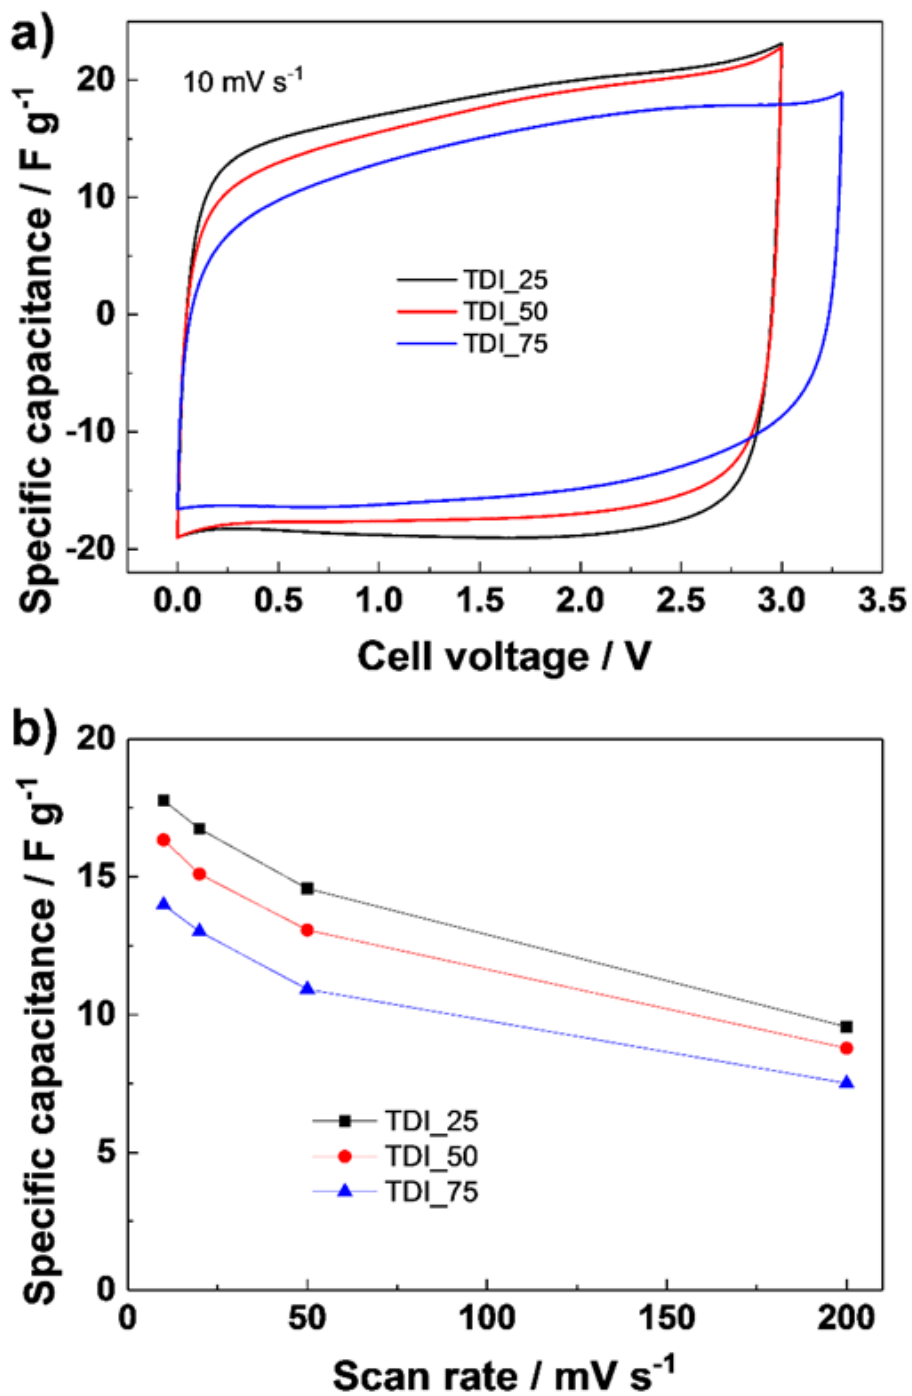 a)
10 mV s⁻¹
Specific capacitance / F g⁻¹
20
10
0
-10
-20
TDI_25
TDI_50
TDI_75
0.0 0.5 1.0 1.5 2.0 2.5 3.0 3.5
Cell voltage / V
b)
Specific capacitance / F g⁻¹
20
15
10
5
0
TDI_25
TDI_50
TDI_75
0 50 100 150 200
Scan rate / mV s⁻¹